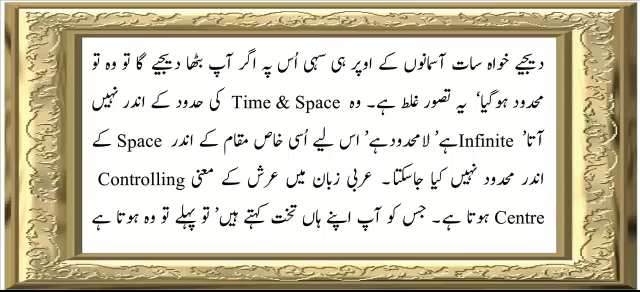 دیجیے خواہ سات آسمانوں کے اوپر ہی سہی اُس پہ اگر آپ بٹھا دیجیے گا تو وہ تو
محدود ہوگیا‘ یہ تصور غلط ہے۔ وہ Time & Space کی حدود کے اندر نہیں
آتا‘ Infinite ہے‘ لامحدود ہے‘ اس لیے اُسی خاص مقام کے اندر Space کے
اندر محدود نہیں کیا جاسکتا۔ عربی زبان میں عرش کے معنی Controlling
Centre ہوتا ہے۔ جس کو آپ اپنے ہاں تخت کہتے ہیں‘ تو پہلے تو وہ ہوتا ہے